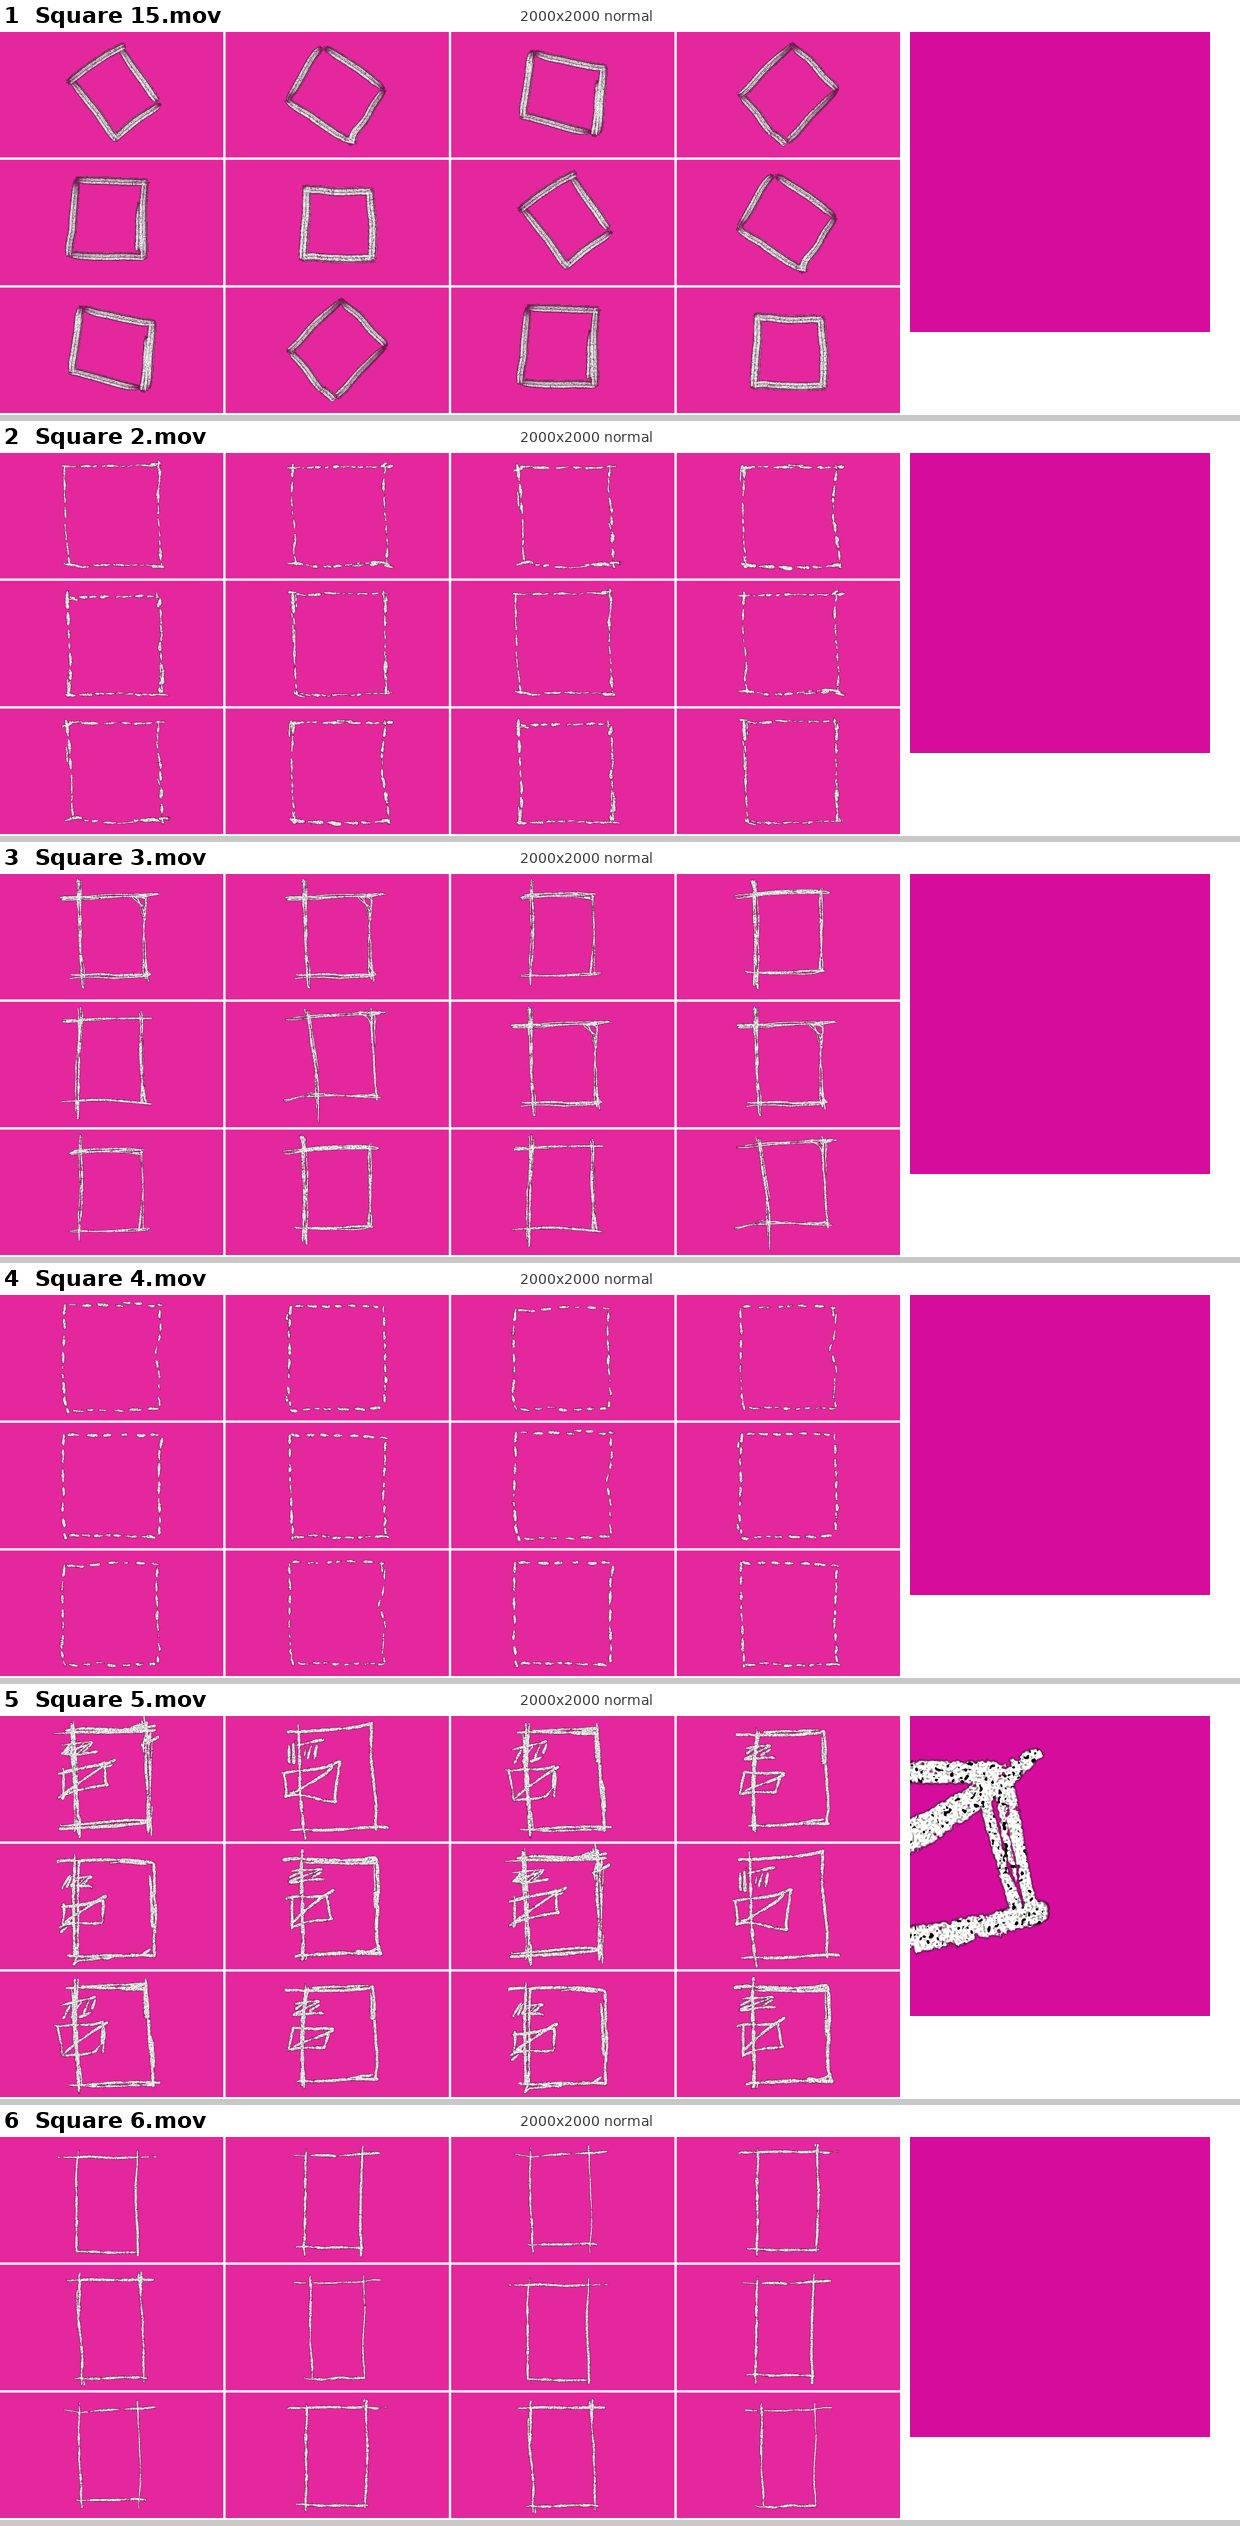 1 Square 15.mov 2000x2000 normal
2 Square 2.mov 2000x2000 normal
3 Square 3.mov 2000x2000 normal
4 Square 4.mov 2000x2000 normal
5 Square 5.mov 2000x2000 normal
6 Square 6.mov 2000x2000 normal